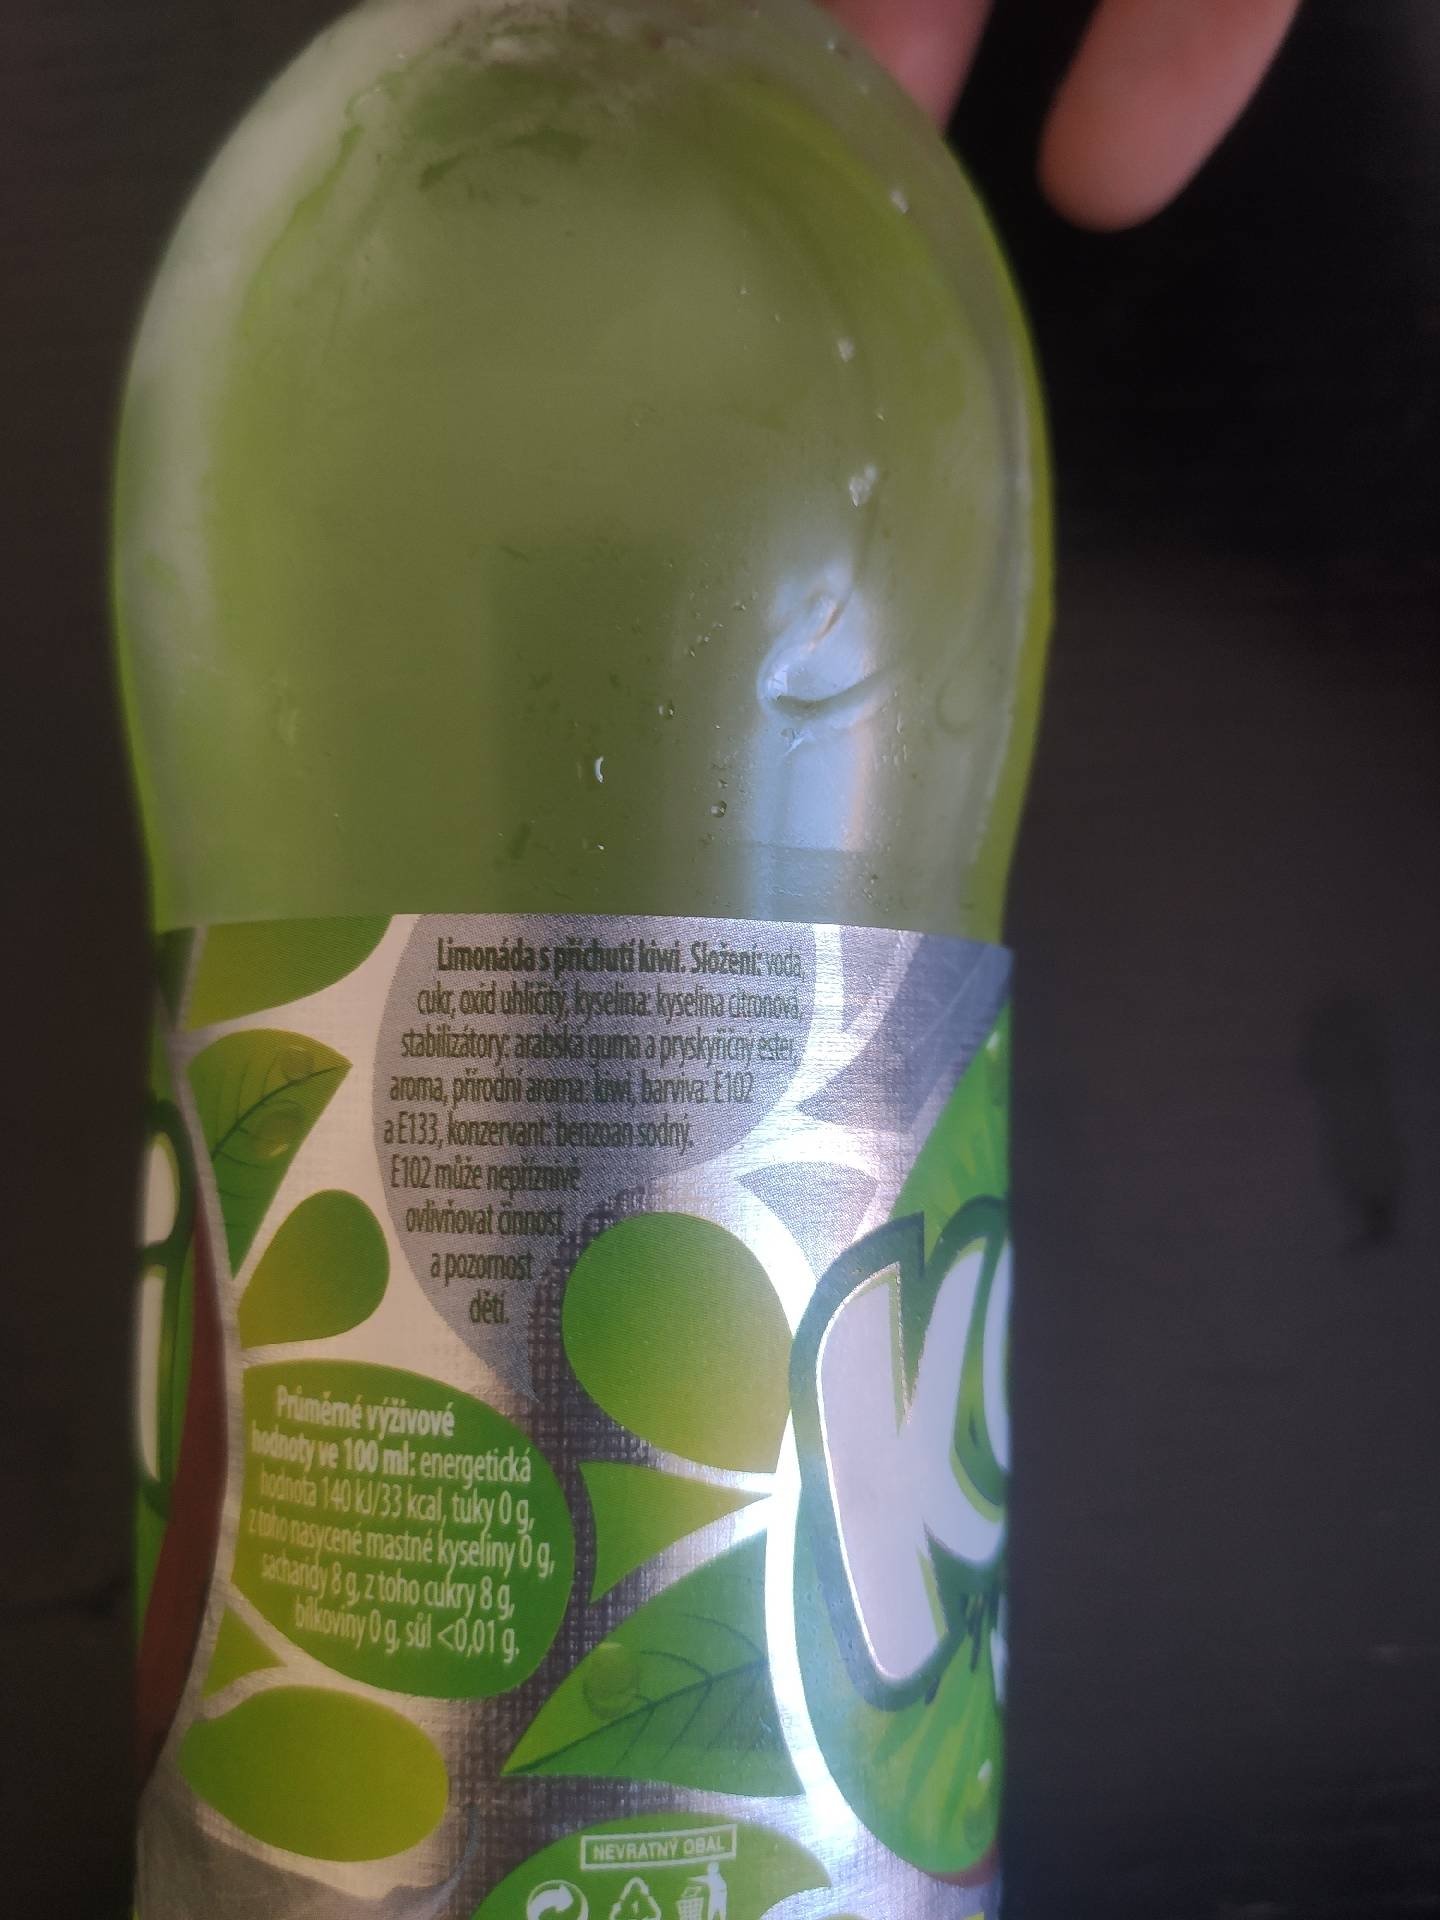 Limonáda s příchutí kiwi. Složení: voda,
cukr, oxid uhličitý, kyselina: kyselina citronová,
stabilizátory: arabská guma a pryskyřičný ester,
aroma, přírodní aroma: kiwi, barviva: E102
a E133, konzervant: benzoan sodný.
E102 může nepříznivě
ovlivňovat činnost
a pozornost
dětí.
Průměrné výživové
hodnoty ve 100 ml: energetická
hodnota 140 kJ/33 kcal, tuky 0 g,
z toho nasycené mastné kyseliny 0 g,
sacharidy 8 g, z toho cukry 8 g,
bílkoviny 0 g, sůl <0,01 g.
NEVRATNÝ OBAL